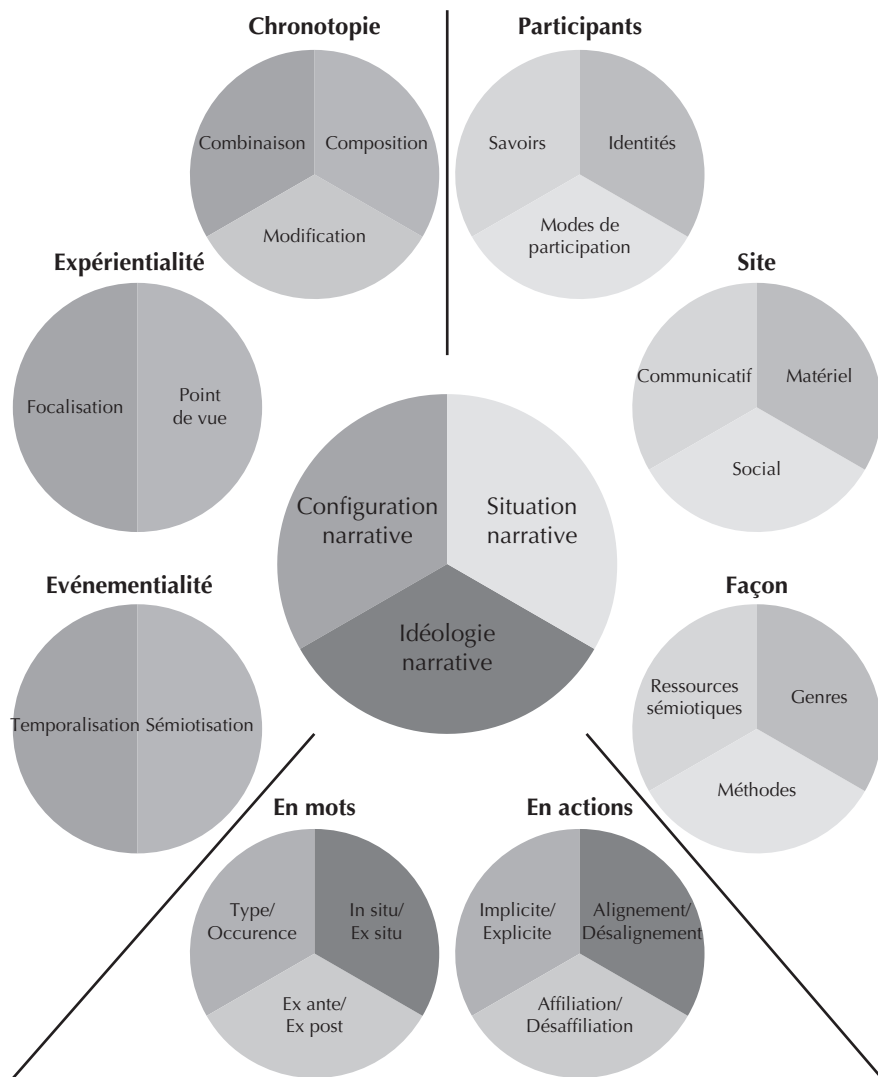 Chronotopie
Participants
Combinaison
Composition
Modification
Savoirs
Identités
Modes de
participation
Expérientialité
Site
Focalisation
Point
de vue
Communicatif
Matériel
Social
Configuration
narrative
Situation
narrative
Idéologie
narrative
Evénementialité
Façon
Temporalisation
Sémiotisation
Ressources
sémiotiques
Genres
Méthodes
En mots
En actions
Type/
Occurence
In situ/
Ex situ
Ex ante/
Ex post
Implicite/
Explicite
Alignement/
Désalignement
Affiliation/
Désaffiliation